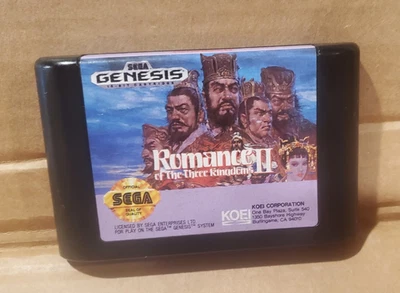 SEGA
GENESIS
16-BIT CARTRIDGE
Romance II
of The Three Kingdoms
OFFICIAL
SEGA
SEAL OF
QUALITY
LICENSED BY SEGA ENTERPRISES LTD
FOR PLAY ON THE SEGA™ GENESIS™ SYSTEM
KOEI
KOEI CORPORATION
One Bay Plaza, Suite 540
1350 Bayshore Highway
Burlingame, CA 94010